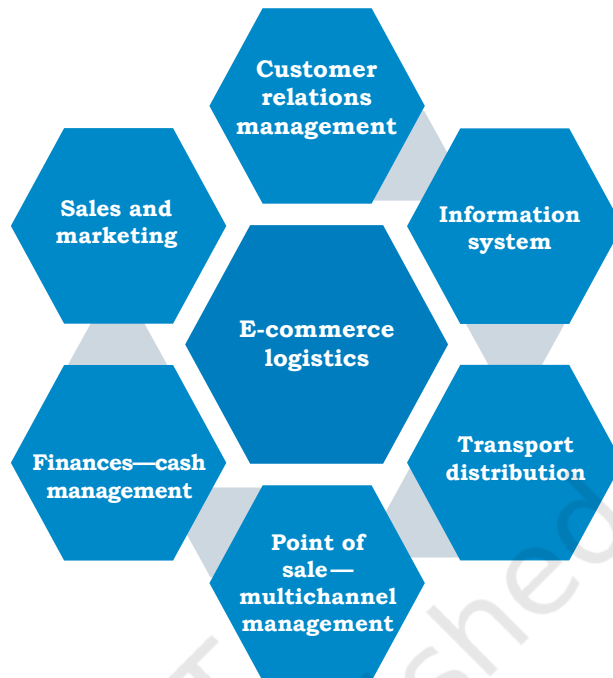 Customer
relations
management
Information
system
Transport
distribution
Point of
sale—
multichannel
management
Finances—cash
management
Sales and
marketing
E-commerce
logistics